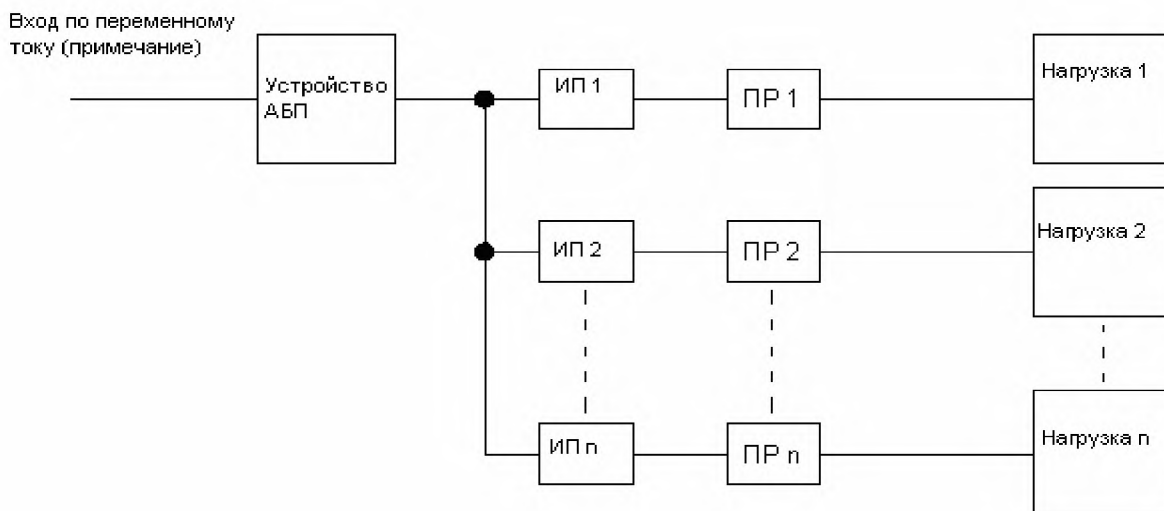 Вход по переменному
току (примечание)
Устройство
АБП
ИП 1
ПР 1
Нагрузка 1
ИП 2
ПР 2
Нагрузка 2
ИП n
ПР n
Нагрузка n